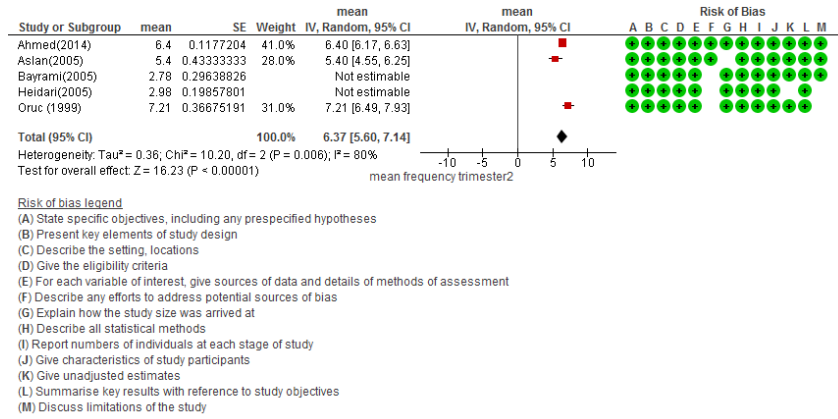 mean mean Risk of Bias
Study or Subgroup mean SE Weight IV, Random, 95% CI IV, Random, 95% CI A B C D E F G H I J K L M
Ahmed(2014) 6.4 0.1177204 41.0% 6.40 [6.17, 6.63]
Aslan(2005) 5.4 0.43333333 28.0% 5.40 [4.55, 6.25]
Bayrami(2005) 2.78 0.29638826 Not estimable
Heidari(2005) 2.98 0.19857801 Not estimable
Oruc (1999) 7.21 0.36675191 31.0% 7.21 [6.49, 7.93]
Total (95% CI) 100.0% 6.37 [5.60, 7.14]
Heterogeneity: Tau² = 0.36; Chi² = 10.20, df = 2 (P = 0.006); I² = 80%
Test for overall effect: Z = 16.23 (P < 0.00001)
-10 -5 0 5 10
mean frequency trimester2
Risk of bias legend
(A) State specific objectives, including any prespecified hypotheses
(B) Present key elements of study design
(C) Describe the setting, locations
(D) Give the eligibility criteria
(E) For each variable of interest, give sources of data and details of methods of assessment
(F) Describe any efforts to address potential sources of bias
(G) Explain how the study size was arrived at
(H) Describe all statistical methods
(I) Report numbers of individuals at each stage of study
(J) Give characteristics of study participants
(K) Give unadjusted estimates
(L) Summarise key results with reference to study objectives
(M) Discuss limitations of the study